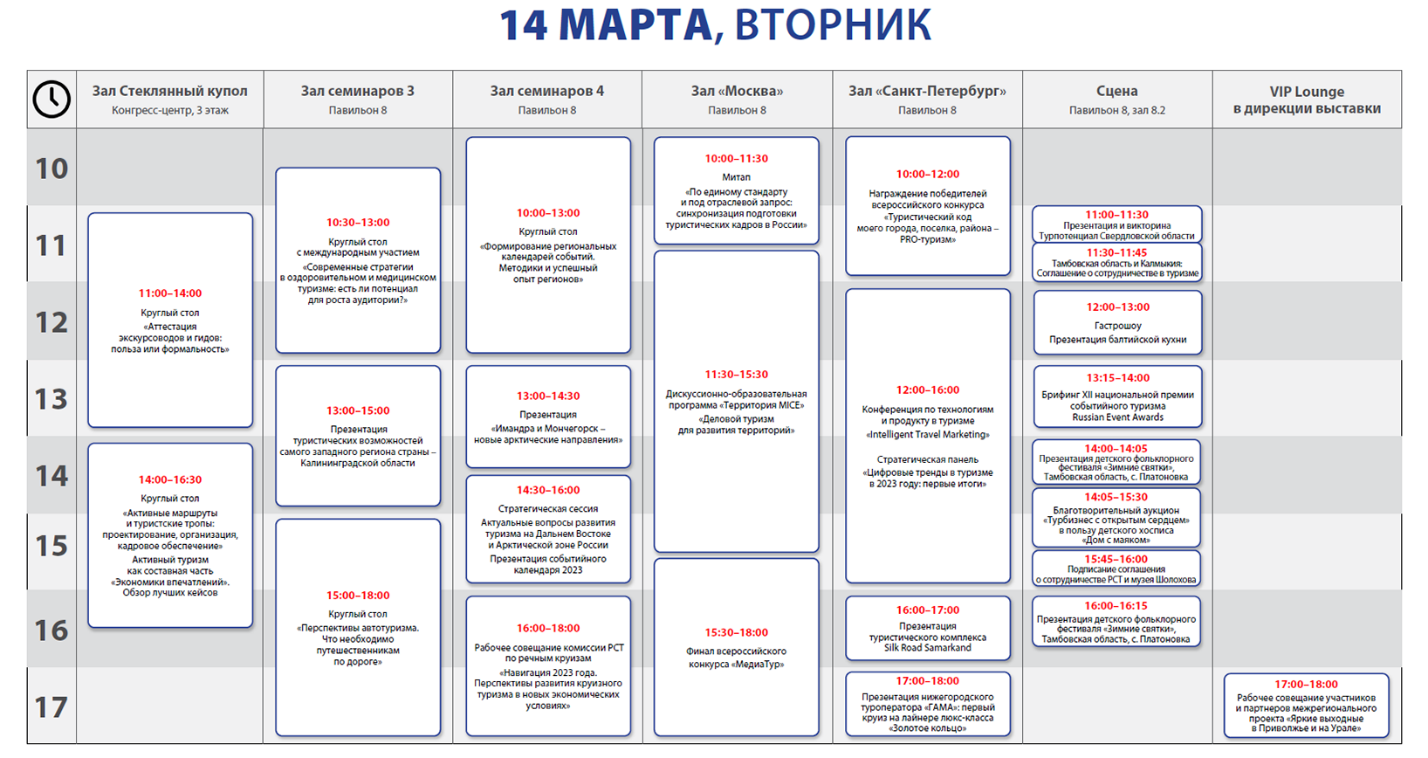 14 МАРТА, ВТОРНИК
Зал Стеклянный купол
Конгресс-центр, 3 этаж
Зал семинаров 3
Павильон 8
Зал семинаров 4
Павильон 8
Зал «Москва»
Павильон 8
Зал «Санкт-Петербург»
Павильон 8
Сцена
Павильон 8, зал 8.2
VIP Lounge
в дирекции выставки
10
11
12
13
14
15
16
17
11:00–14:00
Круглый стол
«Аттестация
экскурсоводов и гидов:
польза или формальность»
14:00–16:30
Круглый стол
«Активные маршруты
и туристские тропы:
проектирование, организация,
кадровое обеспечение»
Активный туризм
как составная часть
«Экономики впечатлений».
Обзор лучших кейсов
10:30–13:00
Круглый стол
с международным участием
«Современные стратегии
в оздоровительном и медицинском
туризме: есть ли потенциал
для роста аудитории?»
13:00–15:00
Презентация
туристических возможностей
самого западного региона страны –
Калининградской области
15:00–18:00
Круглый стол
«Перспективы автотуризма.
Что необходимо
путешественникам
по дороге»
10:00–13:00
Круглый стол
«Формирование региональных
календарей событий.
Методики и успешный
опыт регионов»
13:00–14:30
Презентация
«Имандра и Мончегорск –
новые арктические направления»
14:30–16:00
Стратегическая сессия
Актуальные вопросы развития
туризма на Дальнем Востоке
и Арктической зоне России
Презентация событийного
календаря 2023
16:00–18:00
Рабочее совещание комиссии РСТ
по речным круизам
«Навигация 2023 года.
Перспективы развития круизного
туризма в новых экономических
условиях»
10:00–11:30
Митап
«По единому стандарту
и под отраслевой запрос:
синхронизация подготовки
туристических кадров в России»
11:30–15:30
Дискуссионно-образовательная
программа «Территория MICE»
«Деловой туризм
для развития территорий»
15:30–18:00
Финал всероссийского
конкурса «МедиаТур»
10:00–12:00
Награждение победителей
всероссийского конкурса
«Туристический код
моего города, поселка, района –
PRO-туризм»
12:00–16:00
Конференция по технологиям
и продукту в туризме
«Intelligent Travel Marketing»
Стратегическая панель
«Цифровые тренды в туризме
в 2023 году: первые итоги»
16:00–17:00
Презентация
туристического комплекса
Silk Road Samarkand
17:00–18:00
Презентация нижегородского
туроператора «ГАМА»: первый
круиз на лайнере люкс-класса
«Золотое кольцо»
11:00–11:30
Презентация и викторина
Турпотенциал Свердловской области
11:30–11:45
Тамбовская область и Калмыкия:
Соглашение о сотрудничестве в туризме
12:00–13:00
Гастрошоу
Презентация балтийской кухни
13:15–14:00
Брифинг XII национальной премии
событийного туризма
Russian Event Awards
14:00–14:05
Презентация детского фольклорного
фестиваля «Зимние святки»,
Тамбовская область, с. Платоновка
14:05–15:30
Благотворительный аукцион
«Турбизнес с открытым сердцем»
в пользу детского хосписа
«Дом с маяком»
15:45–16:00
Подписание соглашения
о сотрудничестве РСТ и музея Шолохова
16:00–16:15
Презентация детского фольклорного
фестиваля «Зимние святки»,
Тамбовская область, с. Платоновка
17:00–18:00
Рабочее совещание участников
и партнеров межрегионального
проекта «Яркие выходные
в Приволжье и на Урале»